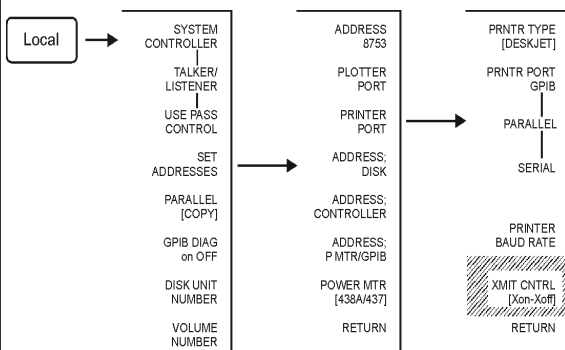 Local
SYSTEM
CONTROLLER
TALKER/
LISTENER
USE PASS
CONTROL
SET
ADDRESSES
PARALLEL
[COPY]
GPIB DIAG
on OFF
DISK UNIT
NUMBER
VOLUME
NUMBER
ADDRESS
8753
PLOTTER
PORT
PRINTER
PORT
ADDRESS;
DISK
ADDRESS;
CONTROLLER
ADDRESS;
P MTR/GPIB
POWER MTR
[438A/437]
RETURN
PRNTR TYPE
[DESKJET]
PRNTR PORT
GPIB
PARALLEL
SERIAL
PRINTER
BAUD RATE
XMIT CNTRL
[Xon-Xoff]
RETURN